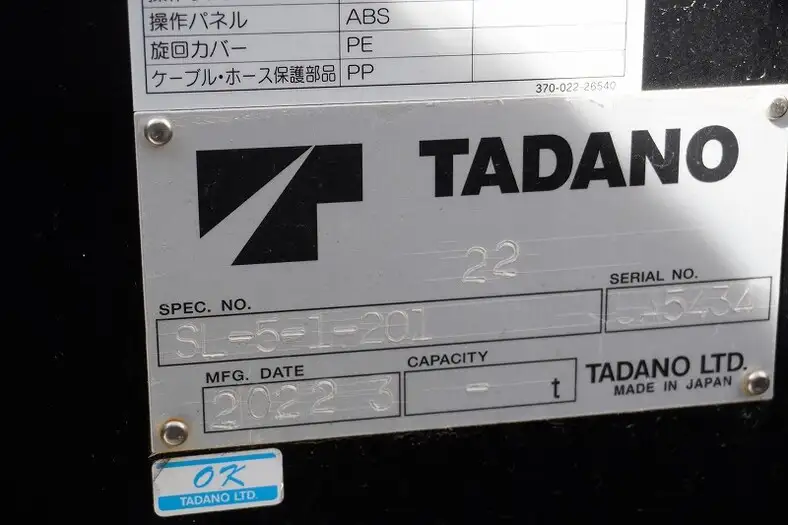 操作パネル ABS
旋回カバー PE
ケーブル・ホース保護部品 PP
370-022-26540
TADANO
22
SPEC. NO.
SERIAL NO.
SL-5-1-201
MFG. DATE
CAPACITY
2022 3
- t
TADANO LTD.
MADE IN JAPAN
OK
TADANO LTD.